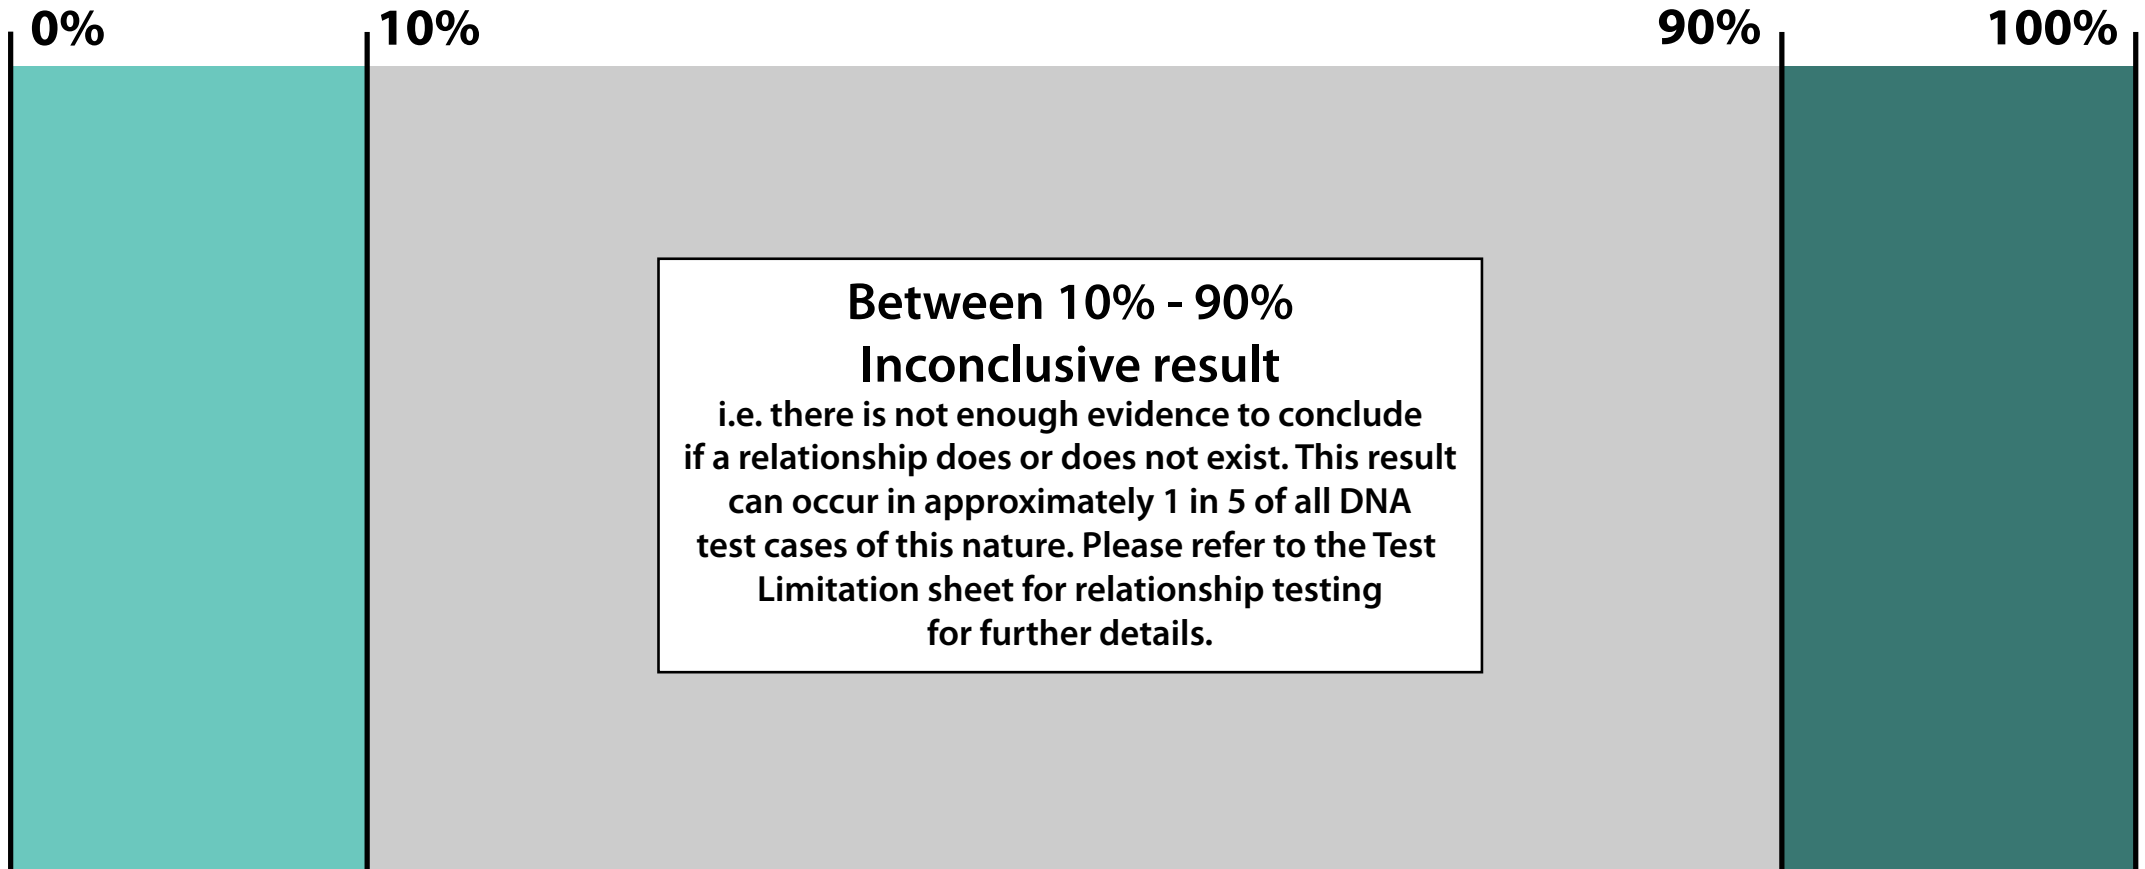 0% 10% 90% 100%
Between 10% - 90%
Inconclusive result
i.e. there is not enough evidence to conclude
if a relationship does or does not exist. This result
can occur in approximately 1 in 5 of all DNA
test cases of this nature. Please refer to the Test
Limitation sheet for relationship testing
for further details.